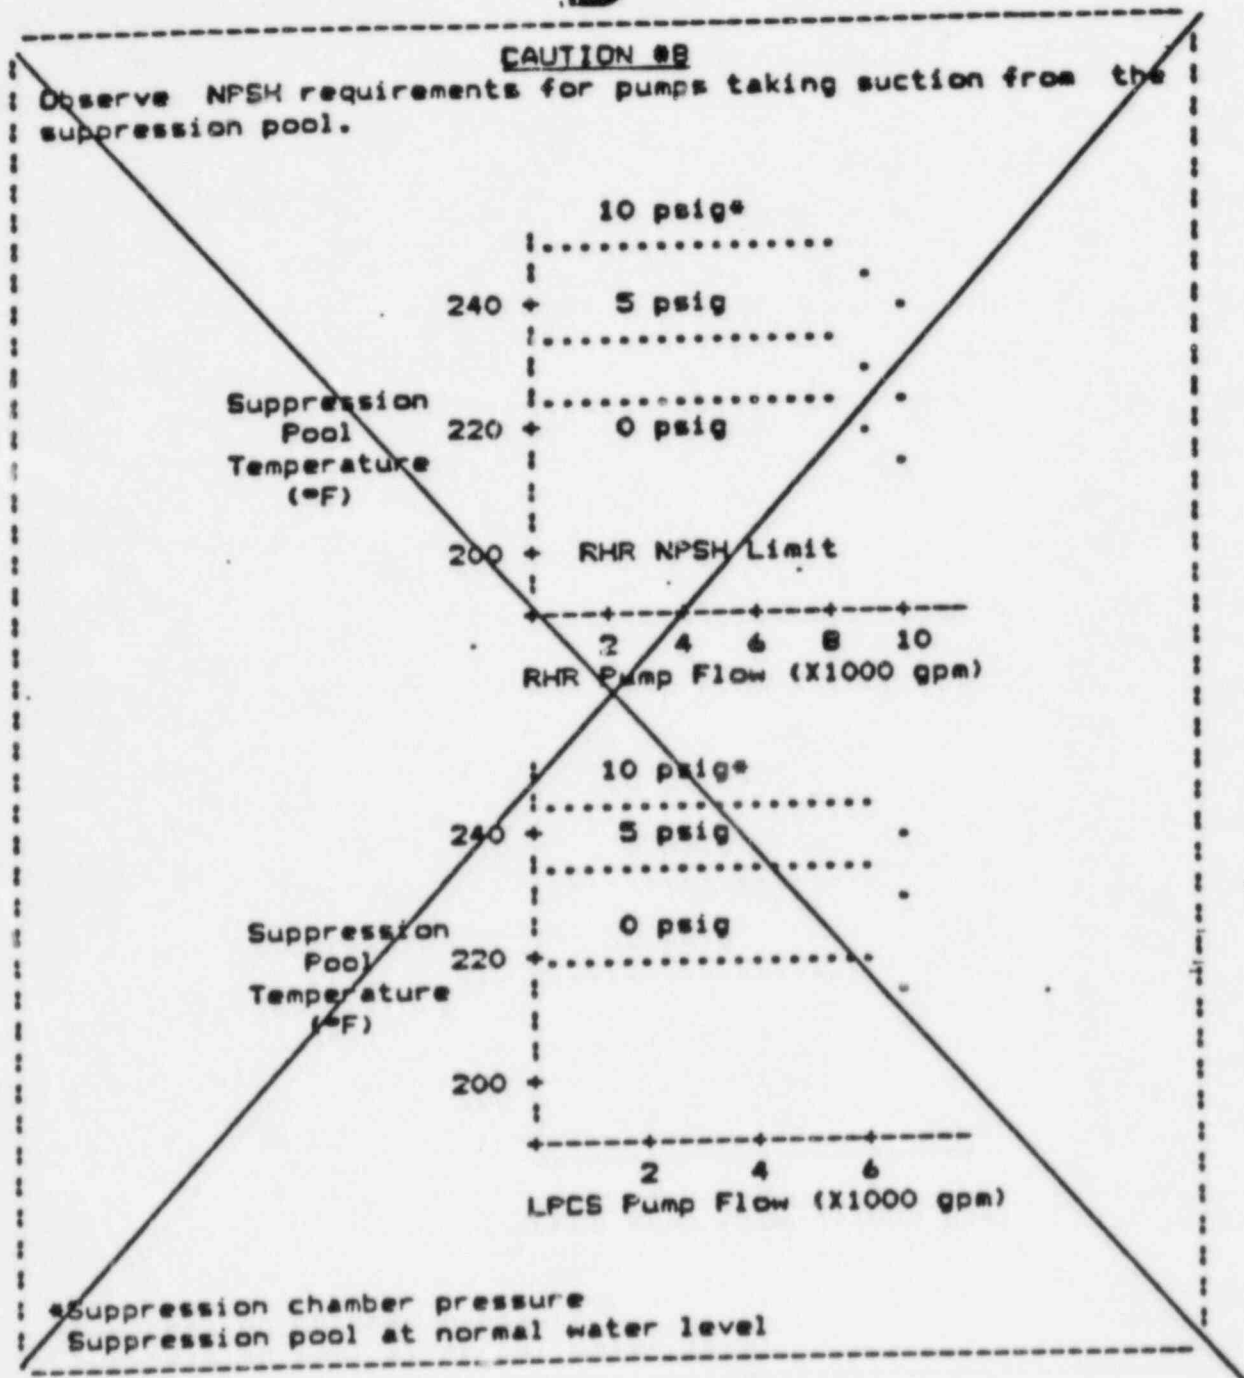 CAUTION #8
Observe NPSH requirements for pumps taking suction from the
suppression pool.
10 psig*
240
5 psig
Suppression
Pool
Temperature
(°F)
220
0 psig
200
RHR NPSH Limit
2 4 6 8 10
RHR Pump Flow (X1000 gpm)
10 psig*
240
5 psig
Suppression
Pool
Temperature
(°F)
0 psig
220
200
2 4 6
LPCS Pump Flow (X1000 gpm)
*Suppression chamber pressure
Suppression pool at normal water level